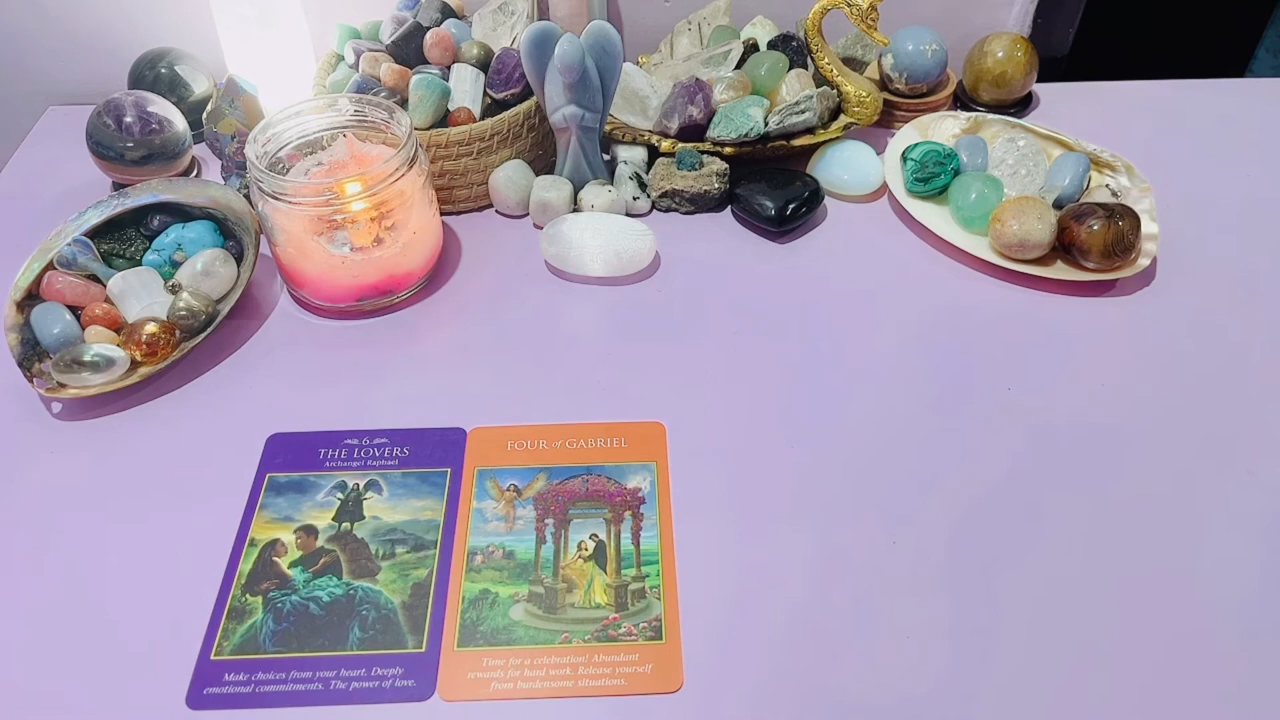 6
THE LOVERS
Archangel Raphael
Make choices from your heart. Deeply
emotional commitments. The power of love.
FOUR of GABRIEL
Time for a celebration! Abundant
rewards for hard work. Release yourself
from burdensome situations.